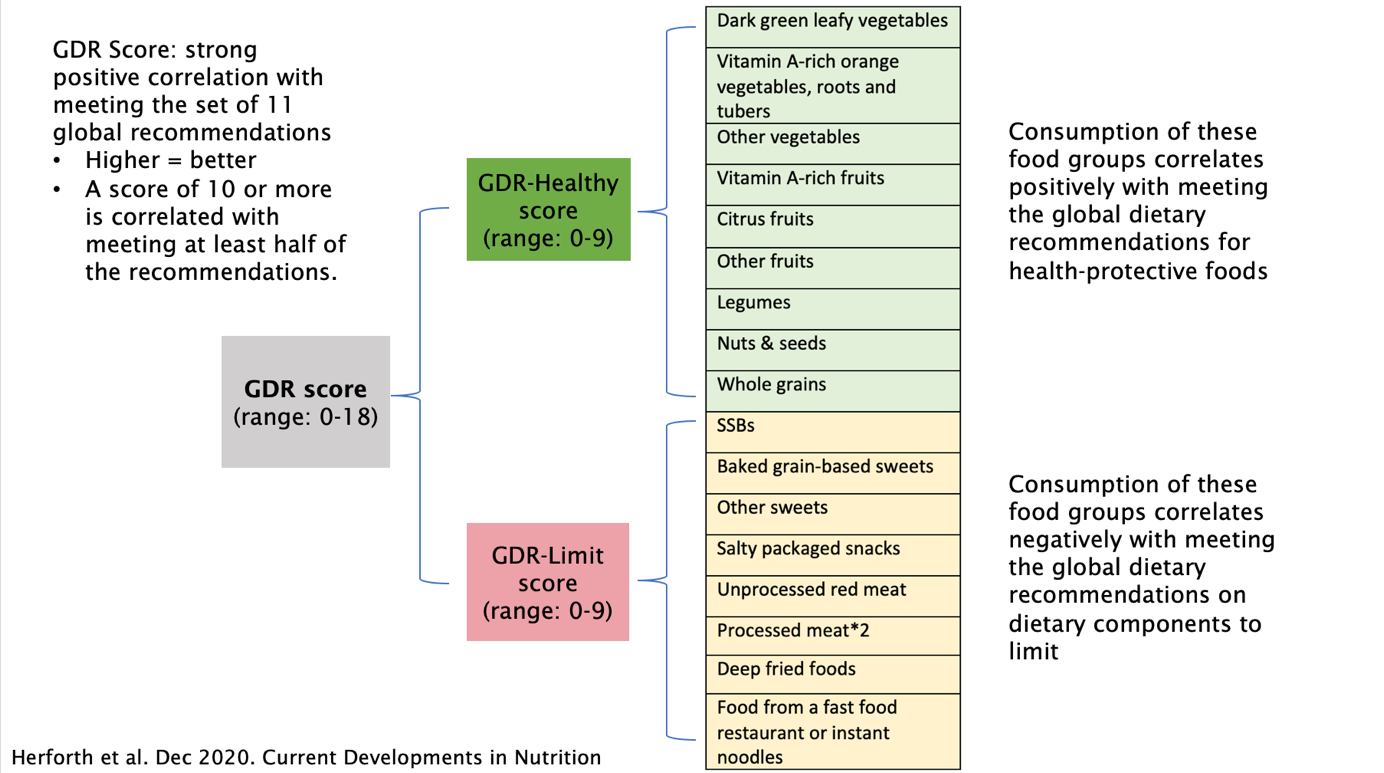 GDR Score: strong
positive correlation with
meeting the set of 11
global recommendations
• Higher = better
• A score of 10 or more
is correlated with
meeting at least half of
the recommendations.
GDR score
(range: 0-18)
GDR-Healthy
score
(range: 0-9)
GDR-Limit
score
(range: 0-9)
Dark green leafy vegetables
Vitamin A-rich orange
vegetables, roots and
tubers
Other vegetables
Vitamin A-rich fruits
Citrus fruits
Other fruits
Legumes
Nuts & seeds
Whole grains
SSBs
Baked grain-based sweets
Other sweets
Salty packaged snacks
Unprocessed red meat
Processed meat*2
Deep fried foods
Food from a fast food
restaurant or instant
noodles
Consumption of these
food groups correlates
positively with meeting
the global dietary
recommendations for
health-protective foods
Consumption of these
food groups correlates
negatively with meeting
the global dietary
recommendations on
dietary components to
limit
Herforth et al. Dec 2020. Current Developments in Nutrition